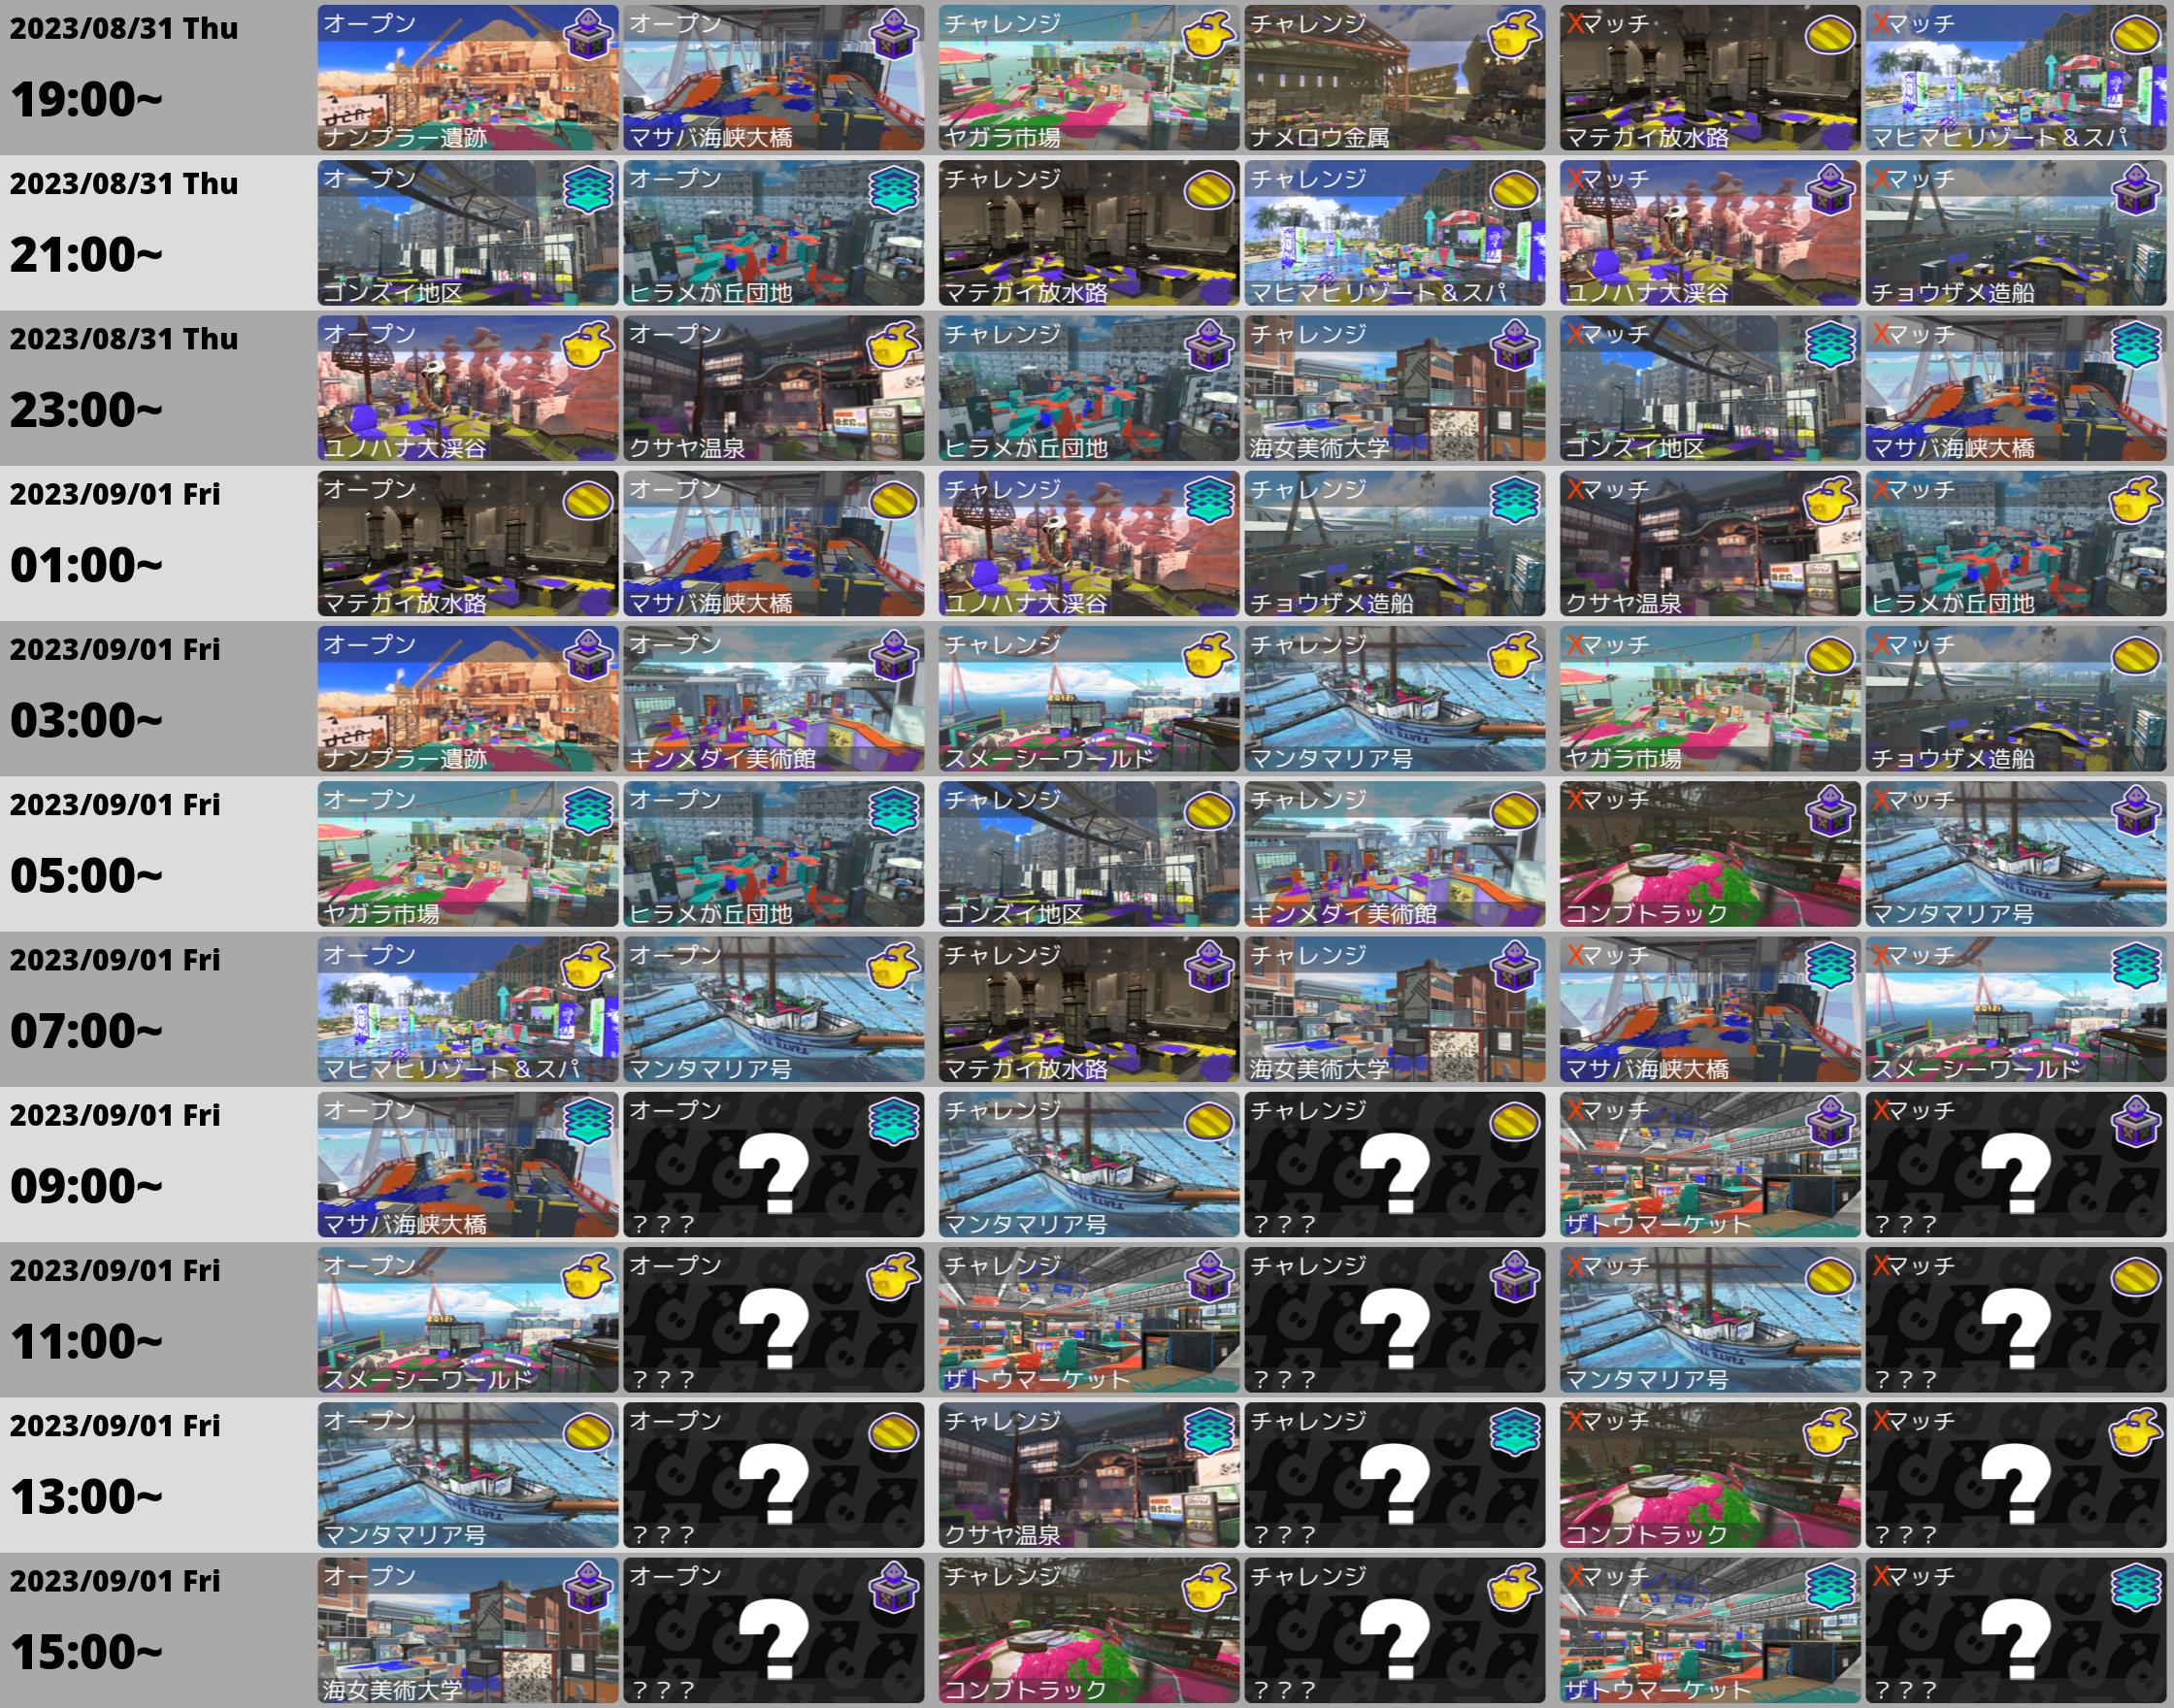 2023/08/31 Thu
19:00~
オープン
ナンプラー遺跡
オープン
マサバ海峡大橋
チャレンジ
ヤガラ市場
チャレンジ
ナメロウ金属
Xマッチ
マテガイ放水路
Xマッチ
マヒマヒリゾート&スパ
2023/08/31 Thu
21:00~
オープン
ゴンズイ地区
オープン
ヒラメが丘団地
チャレンジ
マテガイ放水路
チャレンジ
マヒマヒリゾート&スパ
Xマッチ
ユノハナ大渓谷
Xマッチ
チョウザメ造船
2023/08/31 Thu
23:00~
オープン
ユノハナ大渓谷
オープン
クサヤ温泉
チャレンジ
ヒラメが丘団地
チャレンジ
海女美術大学
Xマッチ
ゴンズイ地区
Xマッチ
マサバ海峡大橋
2023/09/01 Fri
01:00~
オープン
マテガイ放水路
オープン
マサバ海峡大橋
チャレンジ
ユノハナ大渓谷
チャレンジ
チョウザメ造船
Xマッチ
クサヤ温泉
Xマッチ
ヒラメが丘団地
2023/09/01 Fri
03:00~
オープン
ナンプラー遺跡
オープン
キンメダイ美術館
チャレンジ
スメーシーワールド
チャレンジ
マンタマリア号
Xマッチ
ヤガラ市場
Xマッチ
チョウザメ造船
2023/09/01 Fri
05:00~
オープン
ヤガラ市場
オープン
ヒラメが丘団地
チャレンジ
ゴンズイ地区
チャレンジ
キンメダイ美術館
Xマッチ
コンブトラック
Xマッチ
マンタマリア号
2023/09/01 Fri
07:00~
オープン
マヒマヒリゾート&スパ
オープン
マンタマリア号
チャレンジ
マテガイ放水路
チャレンジ
海女美術大学
Xマッチ
マサバ海峡大橋
Xマッチ
スメーシーワールド
2023/09/01 Fri
09:00~
オープン
マサバ海峡大橋
オープン
?
???
チャレンジ
マンタマリア号
チャレンジ
?
???
Xマッチ
ザトウマーケット
Xマッチ
?
???
2023/09/01 Fri
11:00~
オープン
スメーシーワールド
オープン
?
???
チャレンジ
ザトウマーケット
チャレンジ
?
???
Xマッチ
マンタマリア号
Xマッチ
?
???
2023/09/01 Fri
13:00~
オープン
マンタマリア号
オープン
?
???
チャレンジ
クサヤ温泉
チャレンジ
?
???
Xマッチ
コンブトラック
Xマッチ
?
???
2023/09/01 Fri
15:00~
オープン
海女美術大学
オープン
?
???
チャレンジ
コンブトラック
チャレンジ
?
???
Xマッチ
ザトウマーケット
Xマッチ
?
???